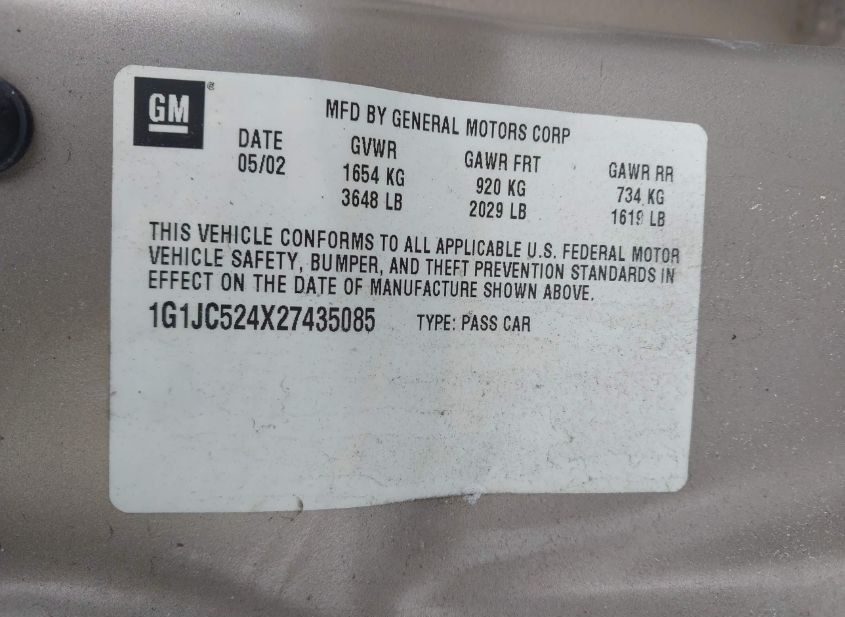 GM ®
MFD BY GENERAL MOTORS CORP
DATE GVWR GAWR FRT GAWR RR
05/02 1654 KG 920 KG 734 KG
3648 LB 2029 LB 1619 LB
THIS VEHICLE CONFORMS TO ALL APPLICABLE U.S. FEDERAL MOTOR
VEHICLE SAFETY, BUMPER, AND THEFT PREVENTION STANDARDS IN
EFFECT ON THE DATE OF MANUFACTURE SHOWN ABOVE.
1G1JC524X27435085 TYPE: PASS CAR